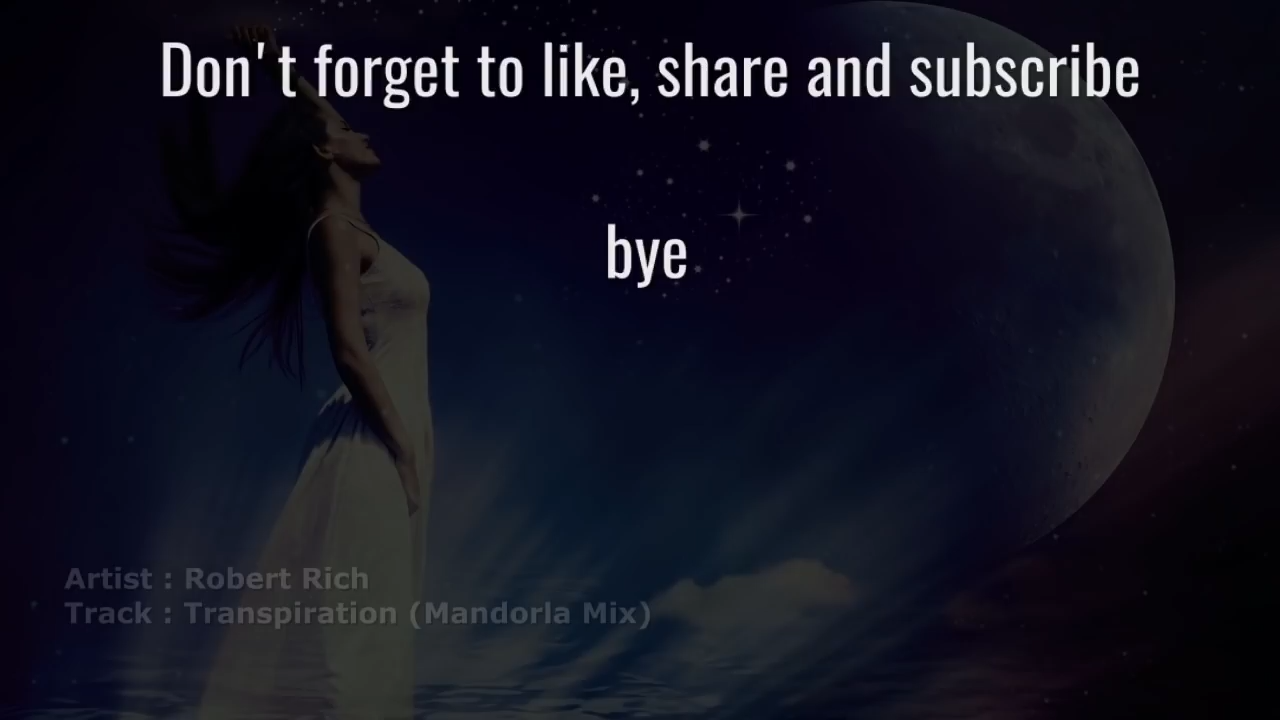 Don't forget to like, share and subscribe
bye
Artist : Robert Rich
Track : Transpiration (Mandorla Mix)